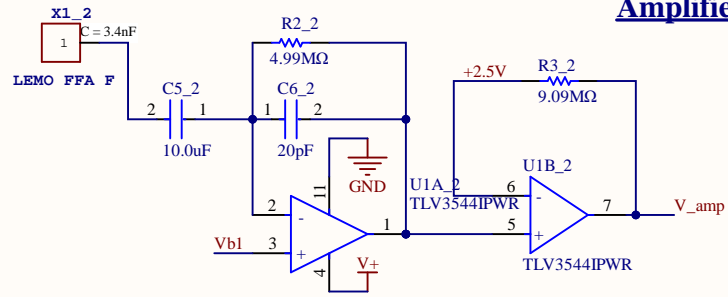 Amplifie
X1_2
C = 3.4nF
1
LEMO FFA F
R2_2
4.99MΩ
C5_2
2 1
10.0uF
C6_2
1 2
20pF
+2.5V
R3_2
9.09MΩ
GND
11
2
-
3
+
Vb1
1
4
V+
U1A_2
TLV3544IPWR
U1B_2
6
-
5
+
7
V_amp
TLV3544IPWR